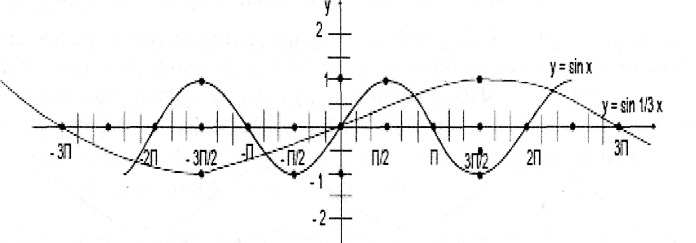 y
2
1
y = sin x
y = sin 1/3 x
- 3П
-2П
- 3П/2
-П
- П/2
П/2
П
3П/2
2П
3П
- 1
- 2